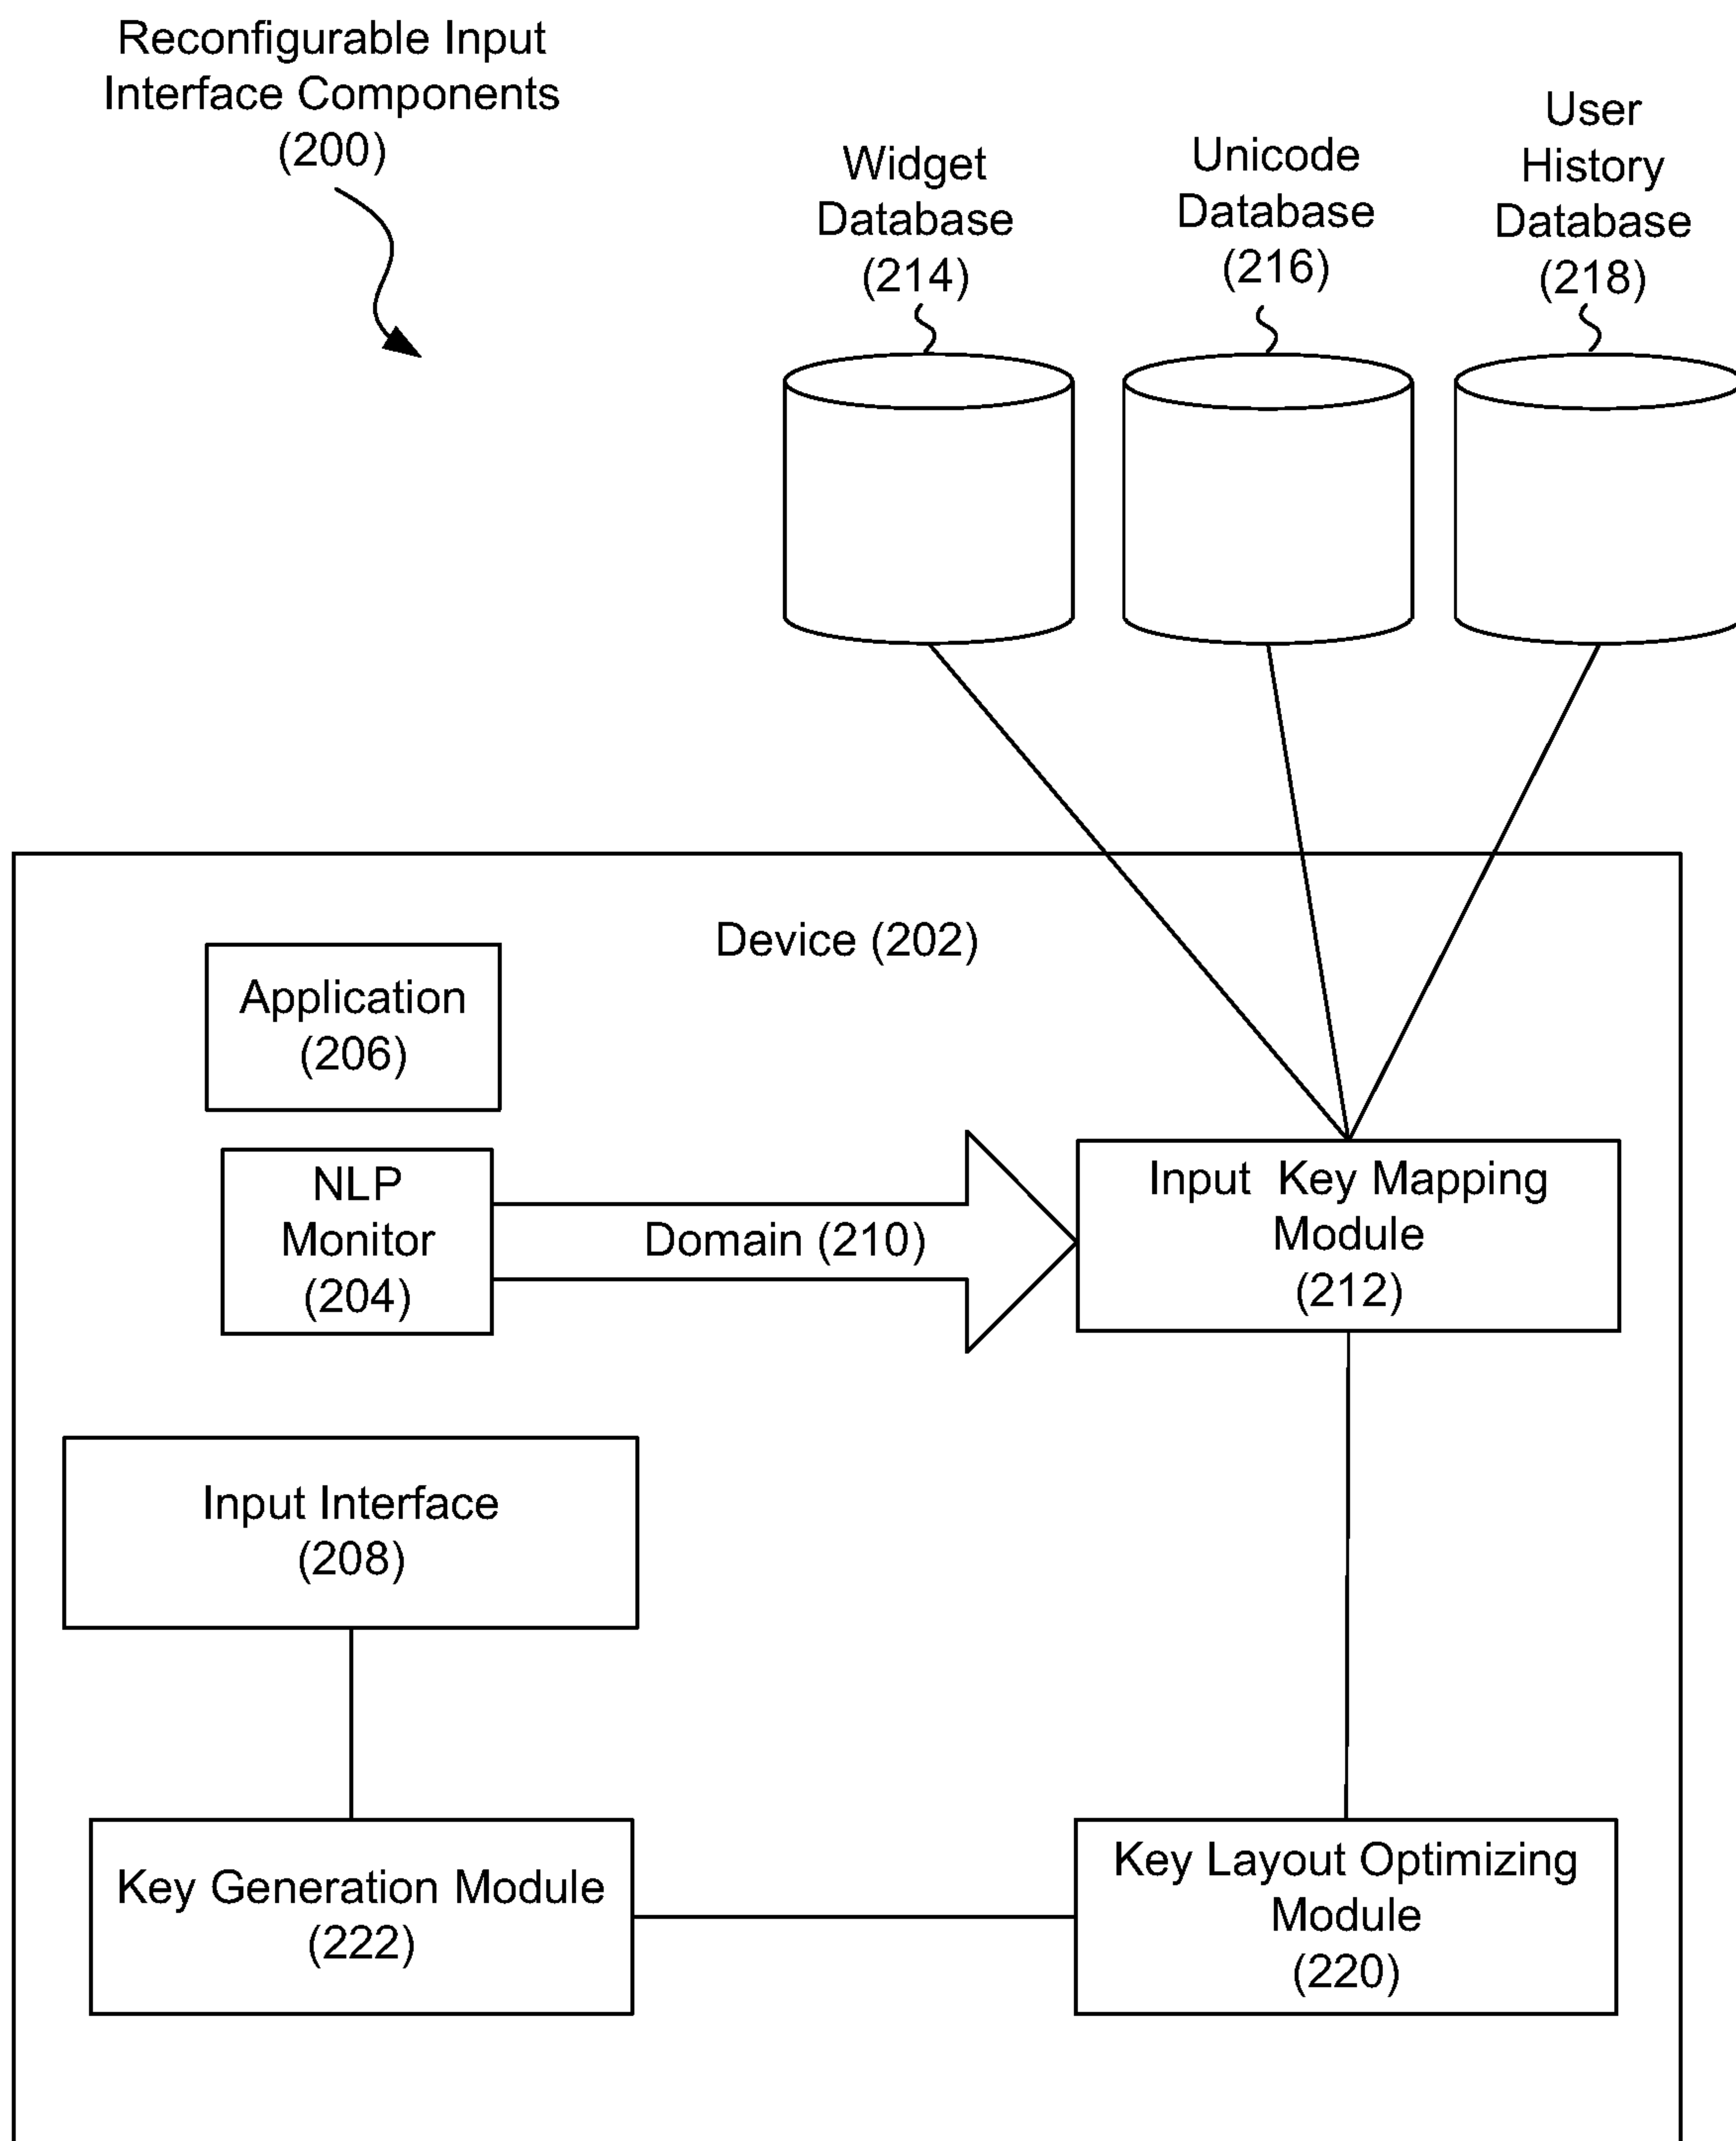 Reconfigurable Input
Interface Components
(200)
Widget
Database
(214)
Unicode
Database
(216)
User
History
Database
(218)
Device (202)
Application
(206)
NLP
Monitor
(204)
Domain (210)
Input Key Mapping
Module
(212)
Input Interface
(208)
Key Generation Module
(222)
Key Layout Optimizing
Module
(220)